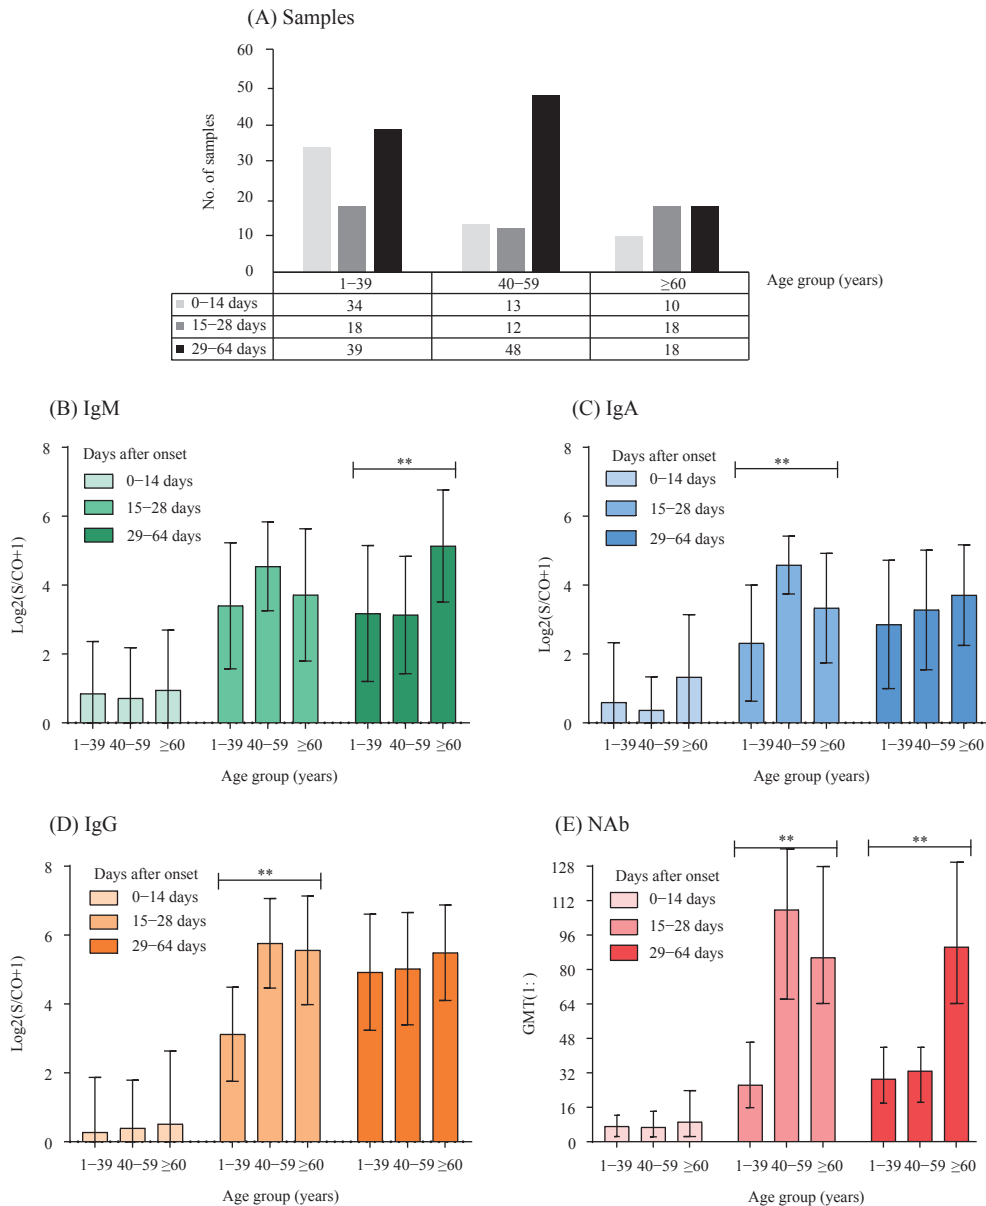 (A) Samples
60
50
40
30
20
10
0
No. of samples
1−39 40−59 ≥60
Age group (years)
0−14 days 34 13 10
15−28 days 18 12 18
29−64 days 39 48 18
(B) IgM
8
6
4
2
0
Log2(S/CO+1)
Days after onset
0−14 days
15−28 days
29−64 days
**
1−39 40−59 ≥60 1−39 40−59 ≥60 1−39 40−59 ≥60
Age group (years)
(C) IgA
8
6
4
2
0
Log2(S/CO+1)
Days after onset
0−14 days
15−28 days
29−64 days
**
1−39 40−59 ≥60 1−39 40−59 ≥60 1−39 40−59 ≥60
Age group (years)
(D) IgG
8
6
4
2
0
Log2(S/CO+1)
Days after onset
0−14 days
15−28 days
29−64 days
**
1−39 40−59 ≥60 1−39 40−59 ≥60 1−39 40−59 ≥60
Age group (years)
(E) NAb
128
112
96
80
64
48
32
16
0
GMT(1: )
Days after onset
0−14 days
15−28 days
29−64 days
** **
1−39 40−59 ≥60 1−39 40−59 ≥60 1−39 40−59 ≥60
Age group (years)